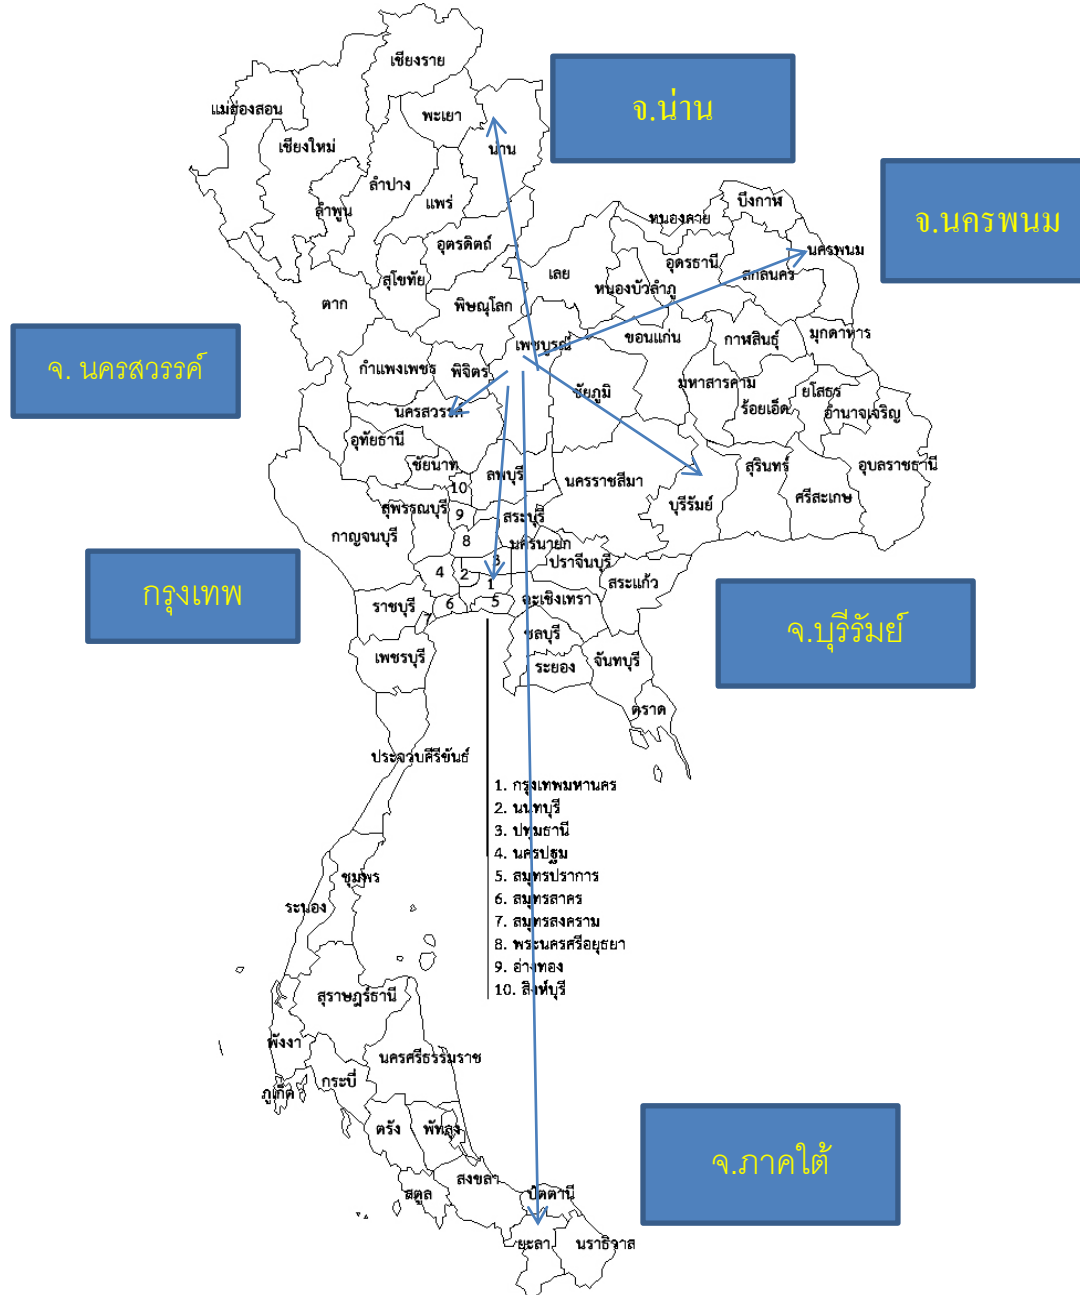 เชียงราย
จ.น่าน
แม่ฮ่องสอน
พะเยา
เชียงใหม่
นาน
ลำปาง
แพร่
ลำพูน
บึงกาฬ
หนองคาย
จ.นครพนม
อุตรดิตถ์
นครพนม
อุดรธานี
สุโขทัย
เลย
สกลนคร
หนองบัวลำภู
ตาก
พิษณุโลก
เพชบูรณ์
ขอนแก่น
กาฬสินธุ์
มุกดาหาร
จ. นครสวรรค์
กำแพงเพชร
พิจิตร
ชัยภูมิ
มหาสารคาม
ยโสธร
ร้อยเอ็ด
อำนาจเจริญ
นครสวรรค์
อุทัยธานี
ชัยนาท
ลพบุรี
นครราชสีมา
สุรินทร์
อุบลราชธานี
10
สุพรรณบุรี
9
สระบุรี
บุรีรัมย์
ศรีสะเกษ
กาญจนบุรี
8
นครนายก
3
ปราจีนบุรี
4
2
1
สระแก้ว
กรุงเทพ
ราชบุรี
6
5
ฉะเชิงเทรา
7
ชลบุรี
จ.บุรีรัมย์
เพชรบุรี
ระยอง
จันทบุรี
ตราด
ประจวบคีรีขันธ์
1. กรุงเทพมหานคร
2. นนทบุรี
3. ปทุมธานี
4. นครปฐม
5. สมุทรปราการ
6. สมุทรสาคร
7. สมุทรสงคราม
8. พระนครศรีอยุธยา
9. อ่างทอง
10. สิงห์บุรี
ชุมพร
ระนอง
สุราษฎร์ธานี
พังงา
นครศรีธรรมราช
กระบี่
ภูเก็ต
ตรัง
พัทลุง
จ.ภาคใต้
สงขลา
สตูล
ปัตตานี
ยะลา
นราธิวาส